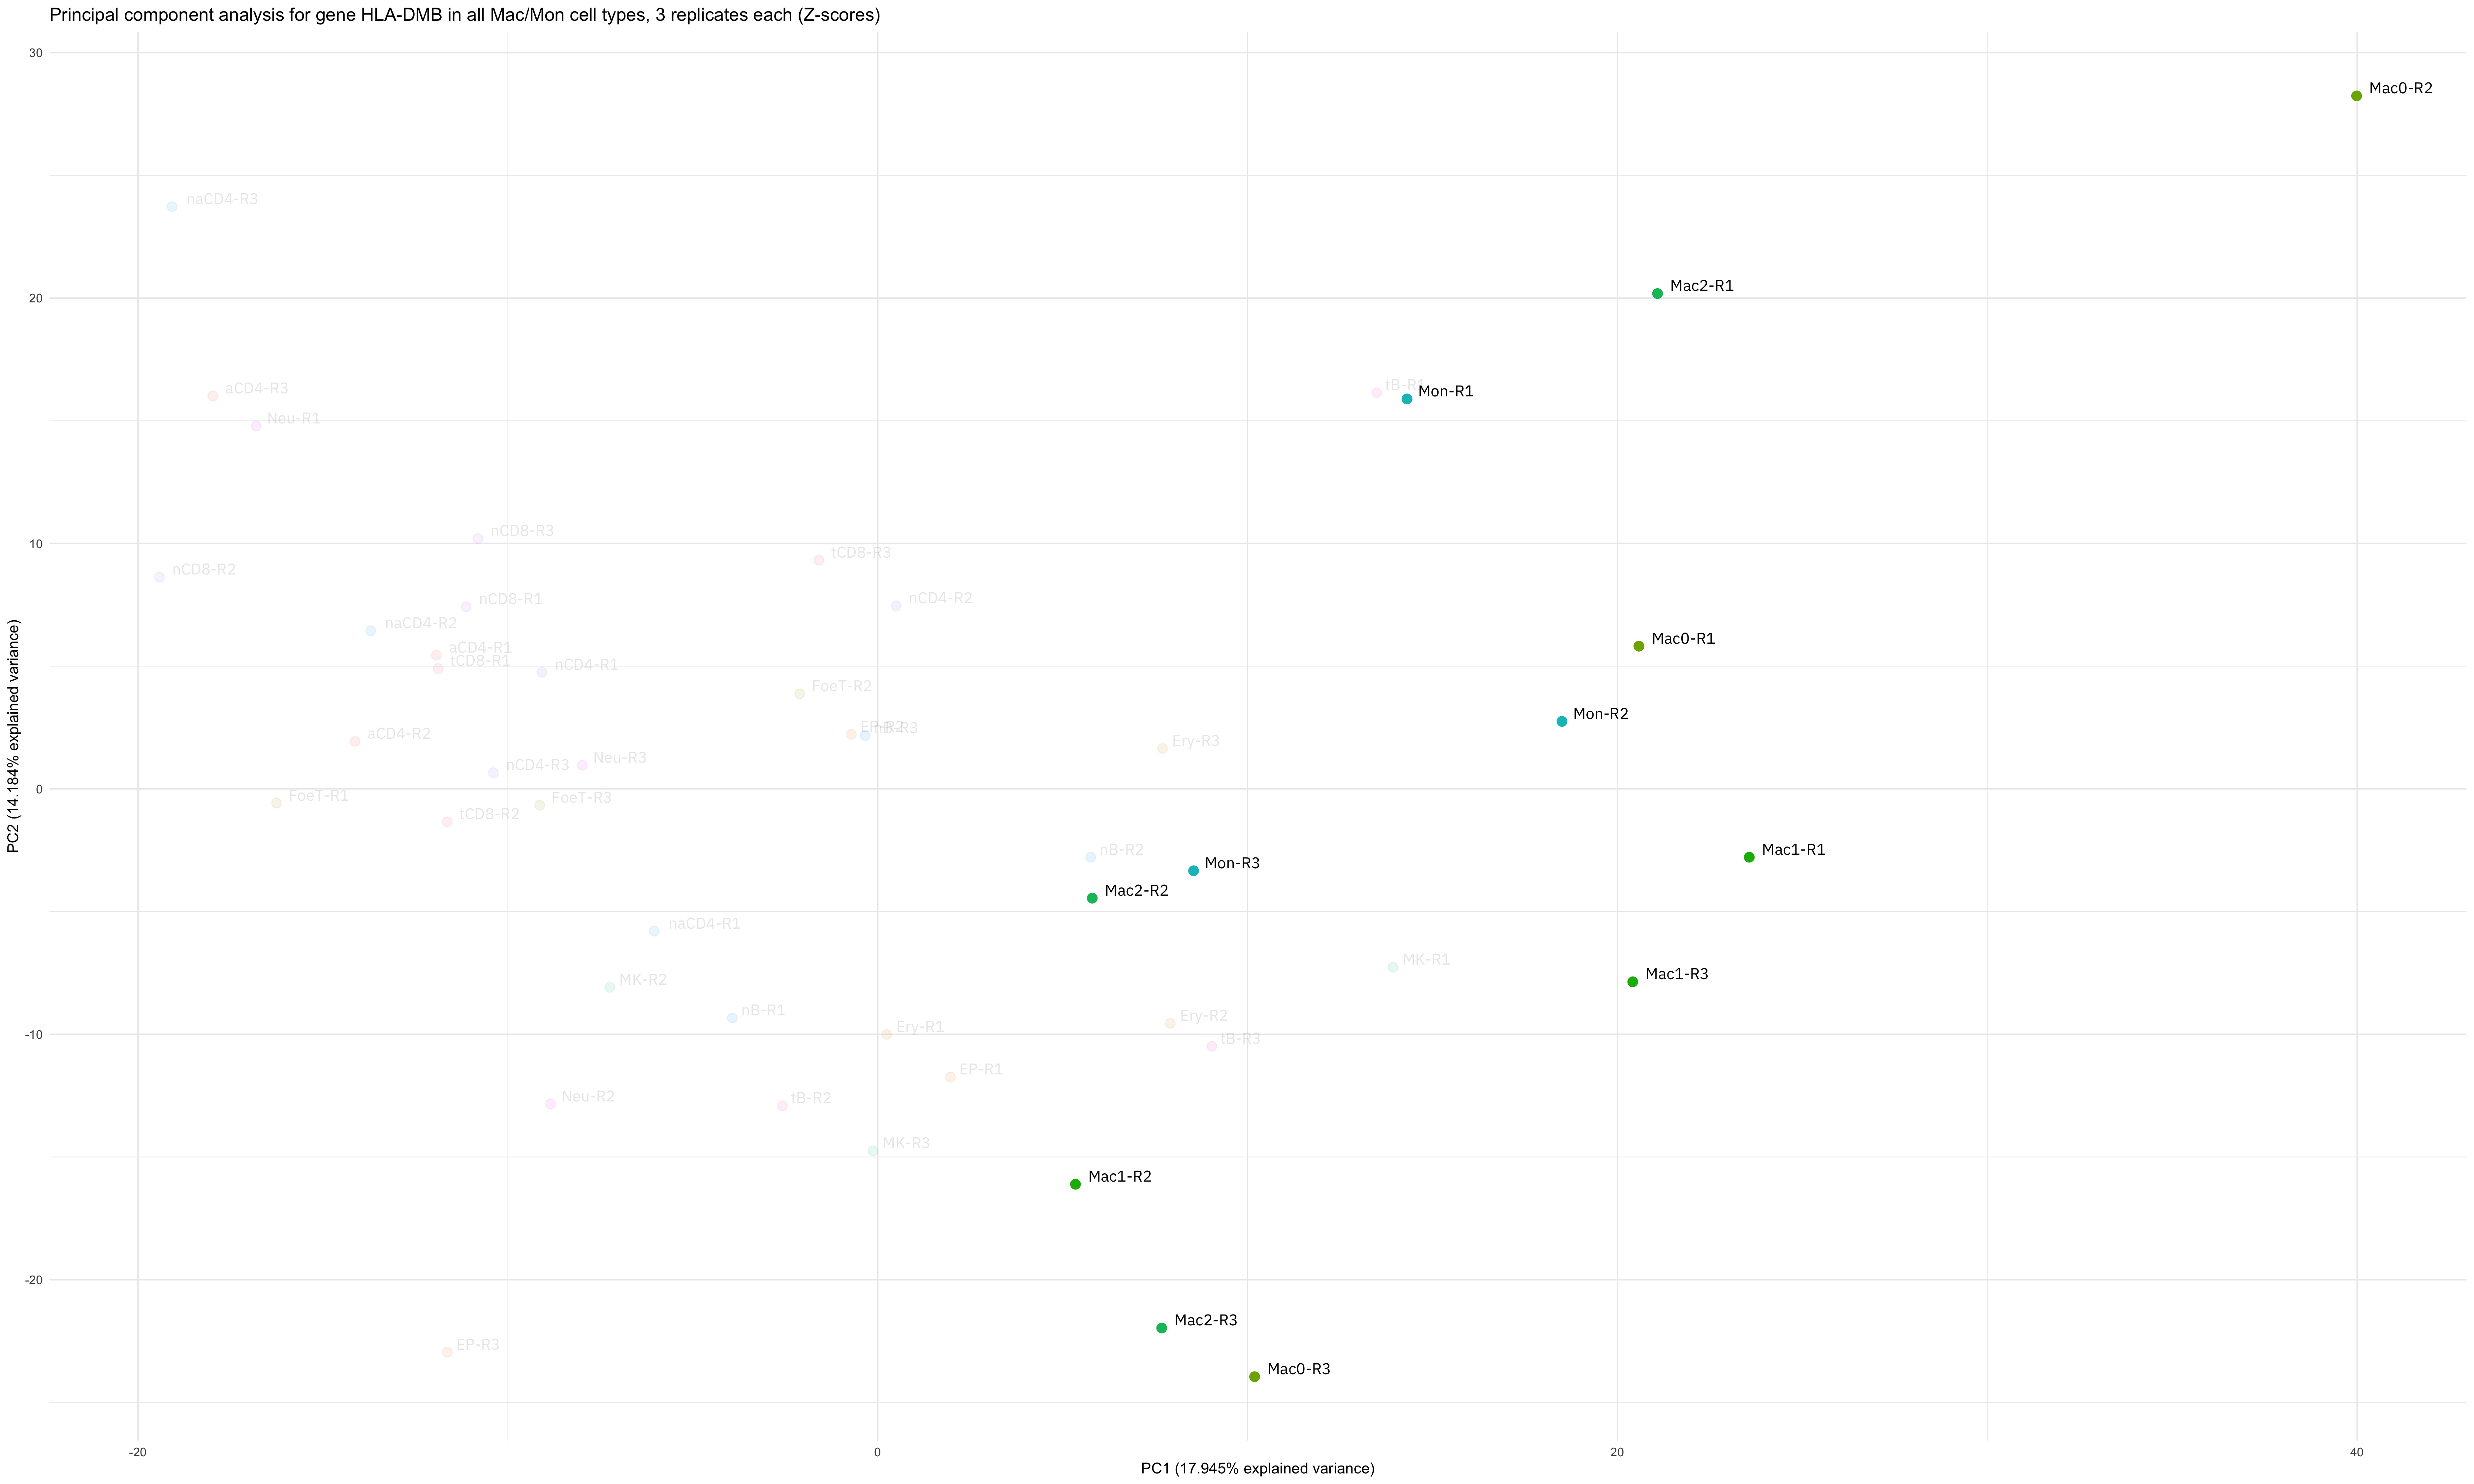 Principal component analysis for gene HLA-DMB in all Mac/Mon cell types, 3 replicates each (Z-scores)
30
Mac0-R2
naCD4-R3
20
Mac2-R1
aCD4-R3
tB-R1
Mon-R1
Neu-R1
nCD8-R3
10
tCD8-R3
nCD8-R2
nCD8-R1
nCD4-R2
naCD4-R2
aCD4-R1
Mac0-R1
tCD8-R1
nCD4-R1
FoeT-R2
Mon-R2
EP-R2
nB-R3
aCD4-R2
Ery-R3
Neu-R3
nCD4-R3
0
FoeT-R1
FoeT-R3
tCD8-R2
nB-R2
Mac1-R1
Mon-R3
Mac2-R2
naCD4-R1
MK-R1
Mac1-R3
MK-R2
nB-R1
Ery-R2
Ery-R1
-10
tB-R3
EP-R1
Neu-R2
tB-R2
MK-R3
Mac1-R2
-20
Mac2-R3
EP-R3
Mac0-R3
-20
0
20
40
PC1 (17.945% explained variance)
PC2 (14.184% explained variance)